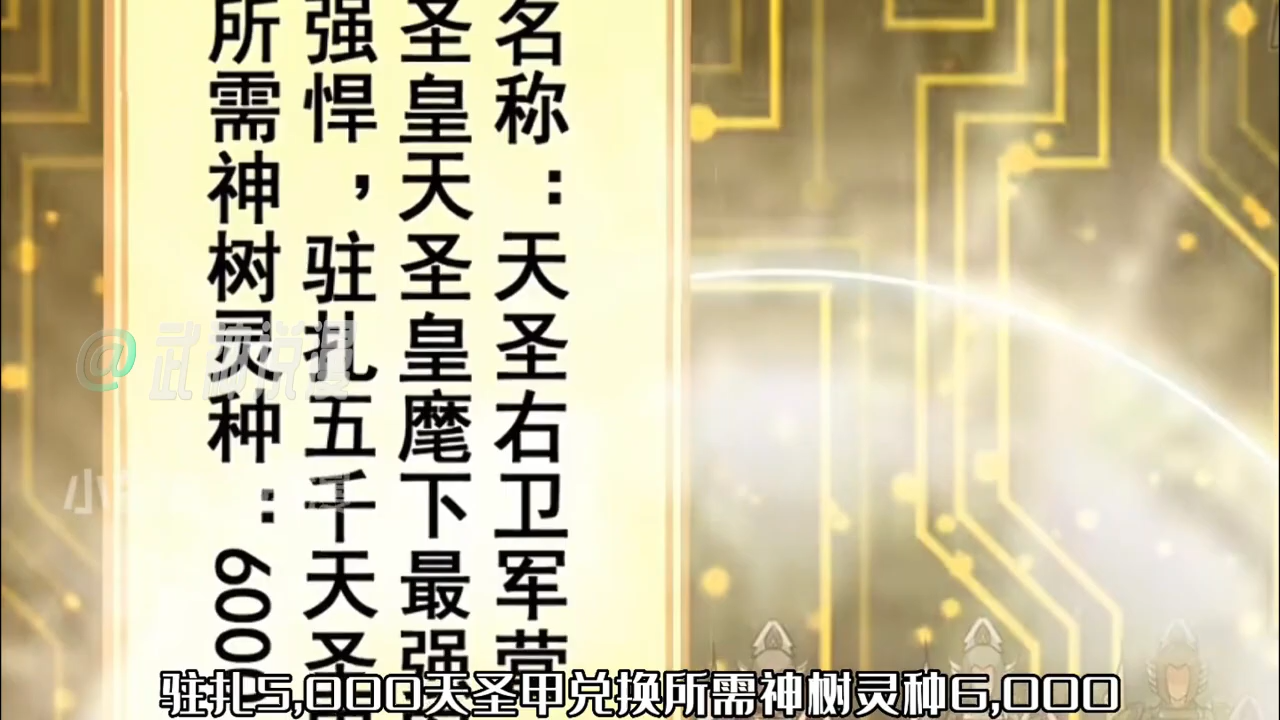 名称：天圣右卫军营
圣皇天圣皇麾下最强
强悍，驻扎五千天圣甲
所需神树灵种：6000
驻扎5,000天圣甲兑换所需神树灵种6,000